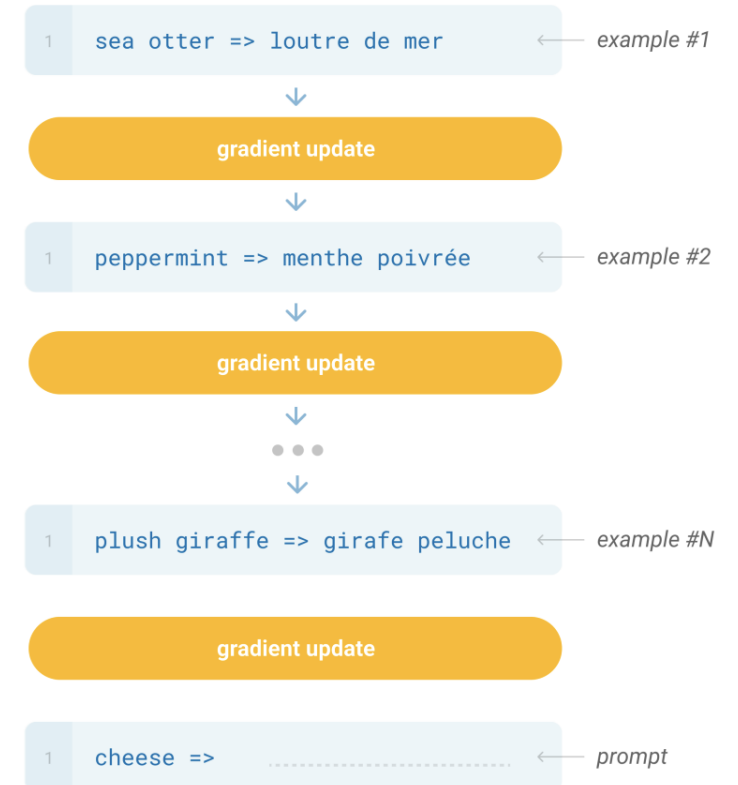 1 sea otter => loutre de mer example #1
gradient update
1 peppermint => menthe poivrée example #2
gradient update
1 plush giraffe => girafe peluche example #N
gradient update
1 cheese => prompt